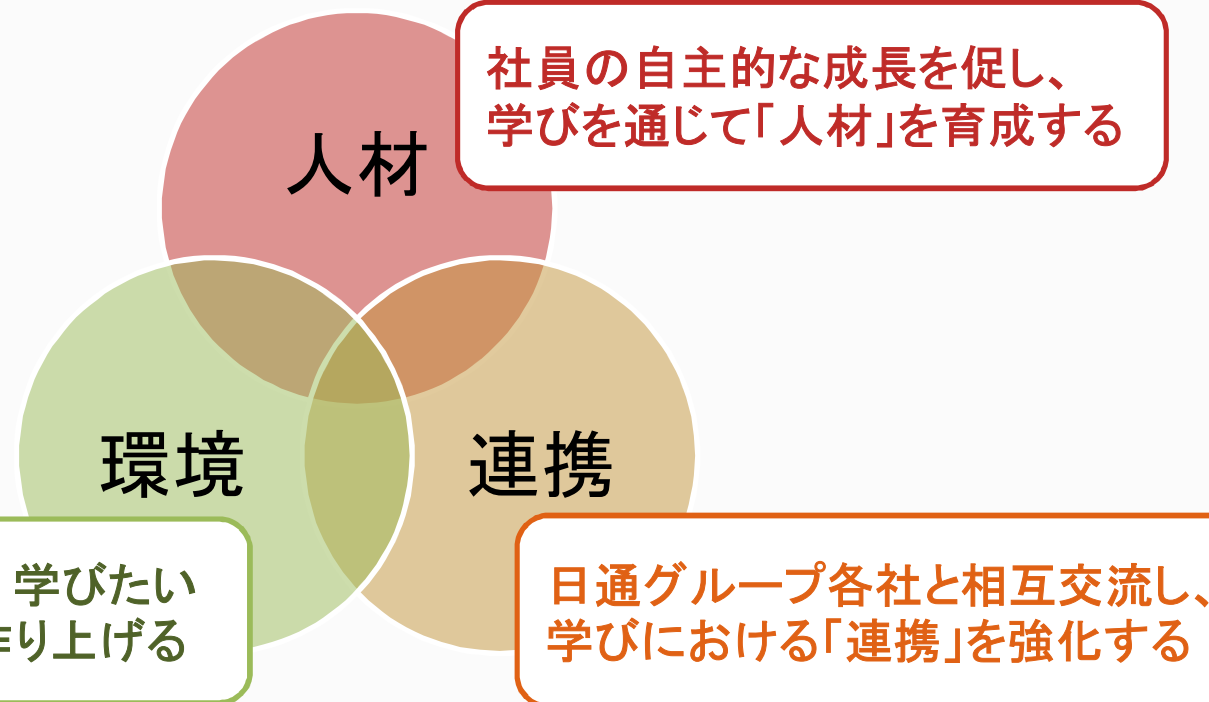 社員の自主的な成長を促し、
学びを通じて「人材」を育成する
人材
環境
連携
学びたい
作り上げる
日通グループ各社と相互交流し、
学びにおける「連携」を強化する